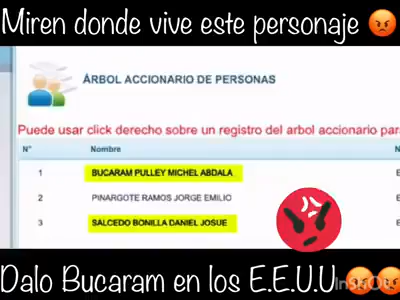 Miren donde vive este personaje 😡
ÁRBOL ACCIONARIO DE PERSONAS
Puede usar click derecho sobre un registro del arbol accionario par
N° Nombre N
1 BUCARAM PULLEY MICHEL ABDALA E
2 PINARGOTE RAMOS JORGE EMILIO E
3 SALCEDO BONILLA DANIEL JOSUE E
Dalo Bucaram en los E.E.U.U😡😡
InShOt